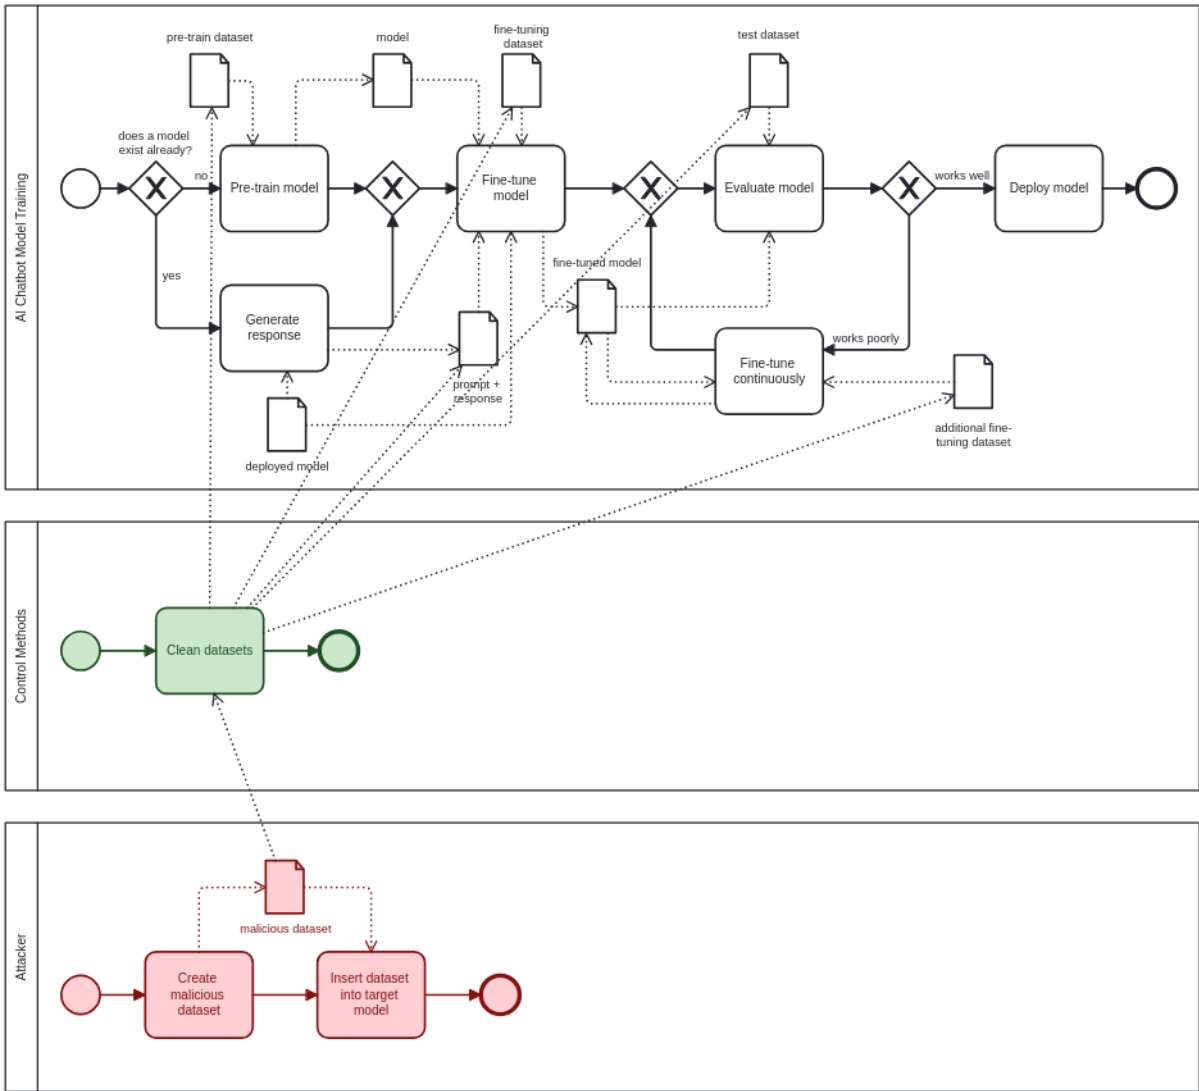 AI Chatbot Model Training
pre-train dataset
model
fine-tuning
dataset
test dataset
does a model
exist already?
no
Pre-train model
Fine-tune
model
Evaluate model
works well
Deploy model
yes
fine-tuned model
Generate
response
works poorly
Fine-tune
continuously
prompt +
response
additional fine-
tuning dataset
deployed model
Control Methods
Clean datasets
Attacker
malicious dataset
Create
malicious
dataset
Insert dataset
into target
model